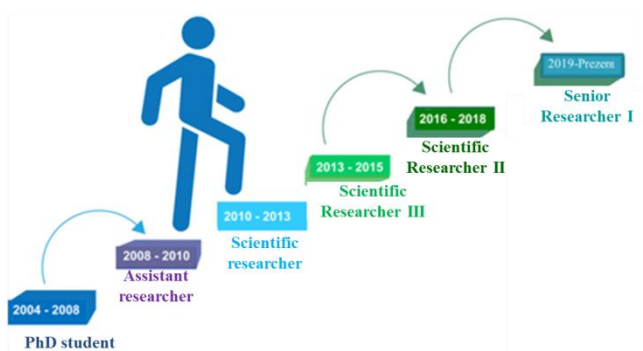 2004 - 2008
PhD student
2008 - 2010
Assistant
researcher
2010 - 2013
Scientific
researcher
2013 - 2015
Scientific
Researcher III
2016 - 2018
Scientific
Researcher II
2019-Prezent
Senior
Researcher I